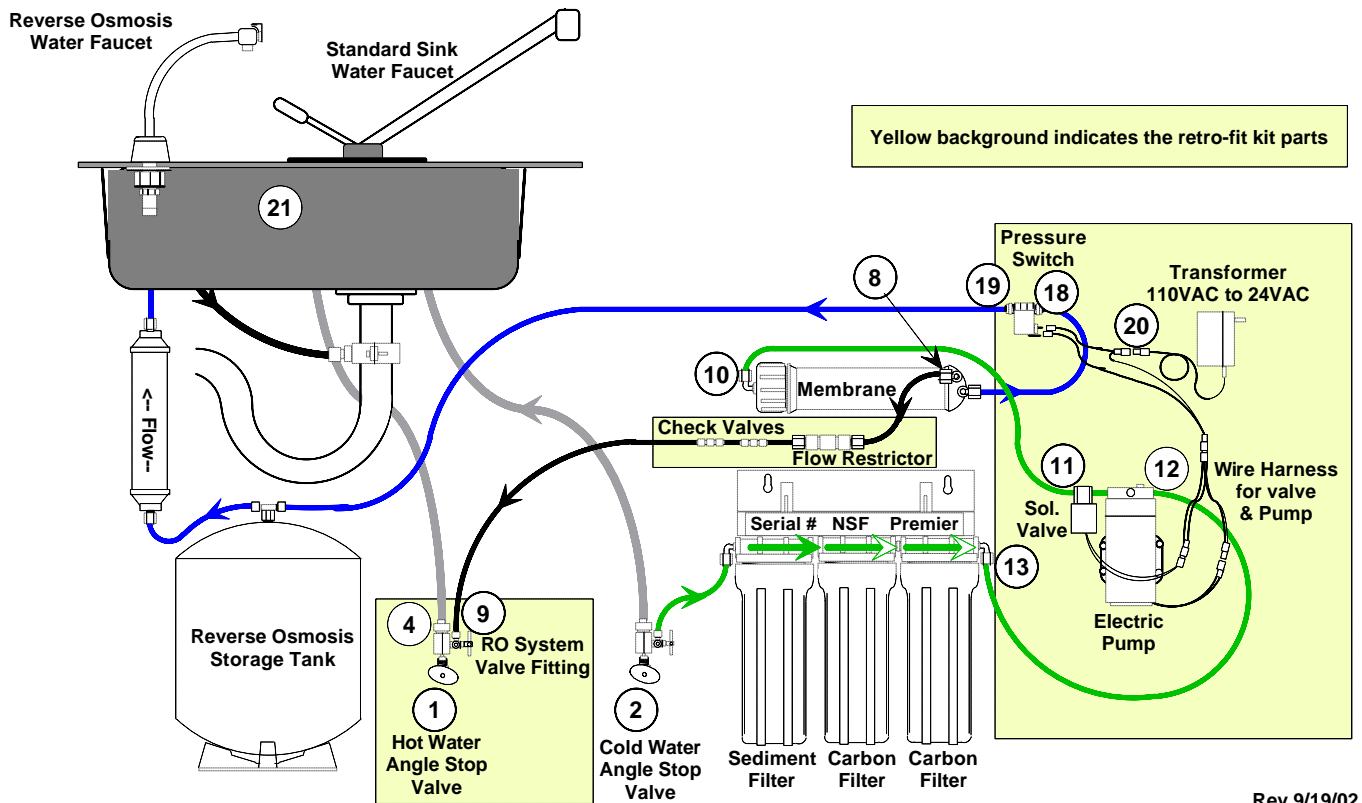 Reverse Osmosis
Water Faucet
Standard Sink
Water Faucet
Yellow background indicates the retro-fit kit parts
21
Pressure
Switch
8
19
18
Transformer
110VAC to 24VAC
20
10
Membrane
<-- Flow--
Check Valves
Flow Restrictor
11
12
Sol.
Valve
Wire Harness
for valve
& Pump
Serial #
NSF
Premier
13
Electric
Pump
4
9
RO System
Valve Fitting
Reverse Osmosis
Storage Tank
1
2
Hot Water
Angle Stop
Valve
Cold Water
Angle Stop
Valve
Sediment
Filter
Carbon
Filter
Carbon
Filter
Rev 9/19/02